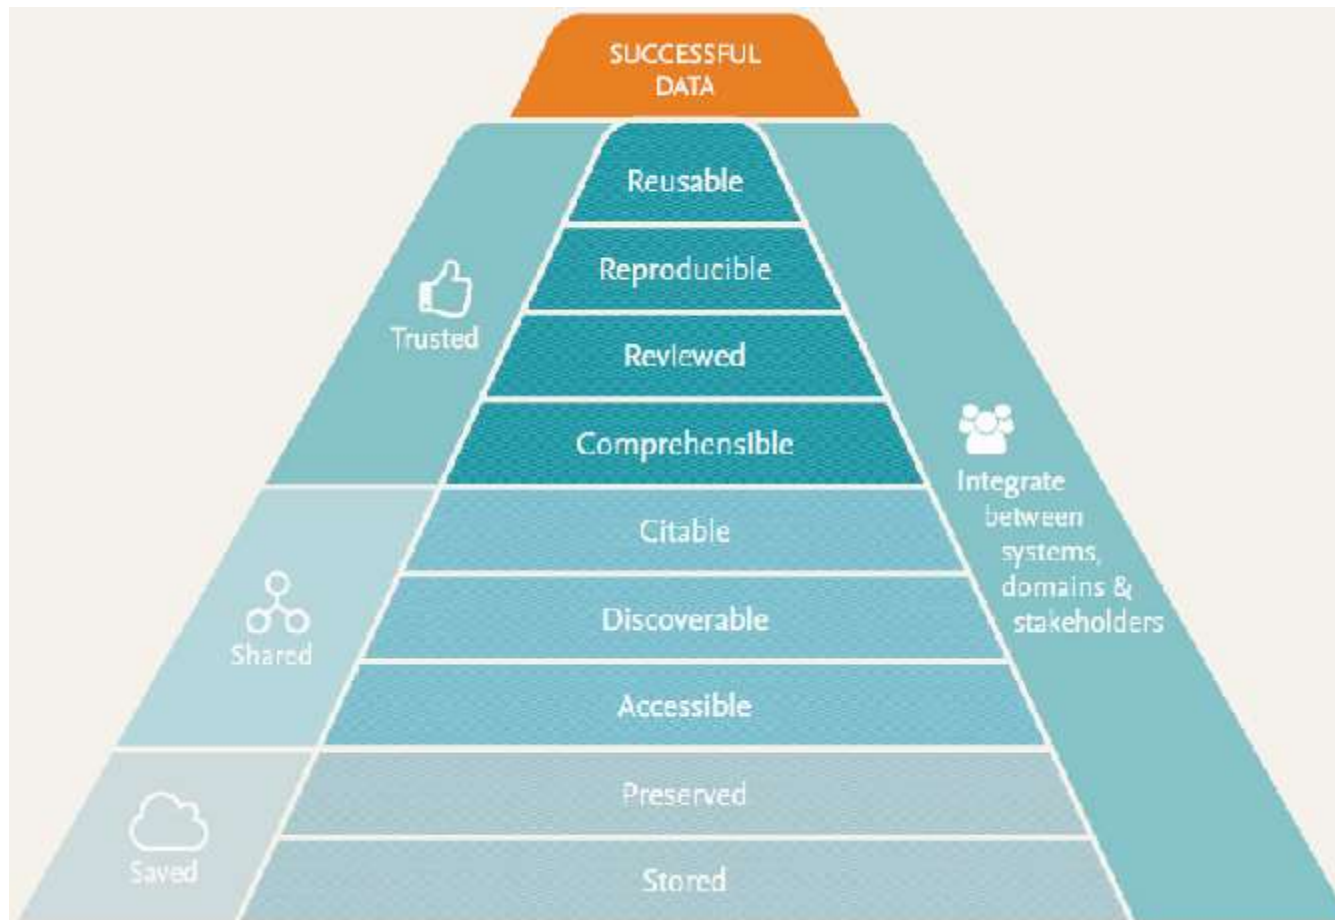 SUCCESSFUL
DATA
Reusable
Reproducible
Trusted
Reviewed
Comprehensible
Integrate
between
systems,
domains &
stakeholders
Citable
Discoverable
Shared
Accessible
Preserved
Saved
Stored